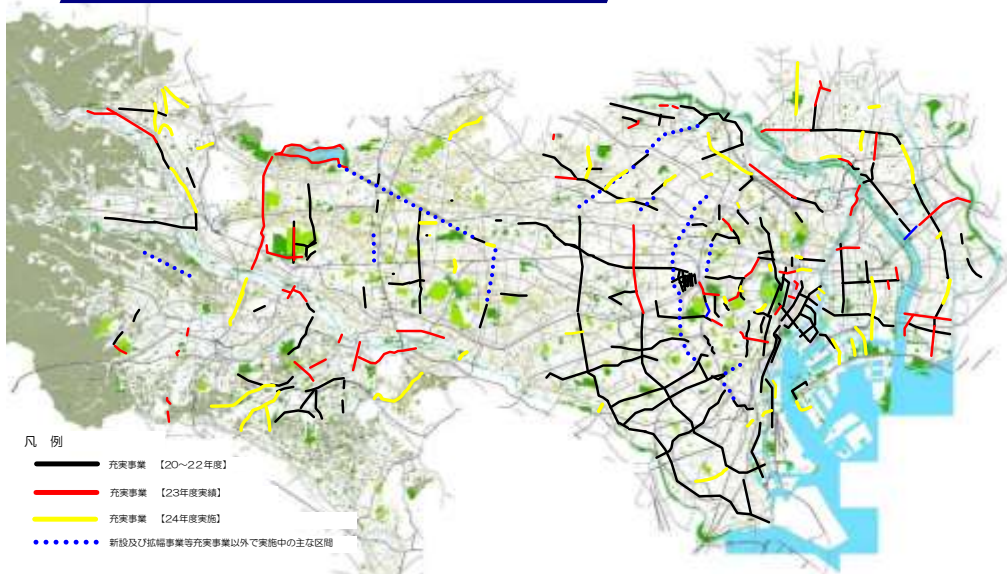 凡 例
充実事業 【20～22年度】
充実事業 【23年度実績】
充実事業 【24年度実施】
新設及び拡幅事業等充実事業以外で実施中の主な区間